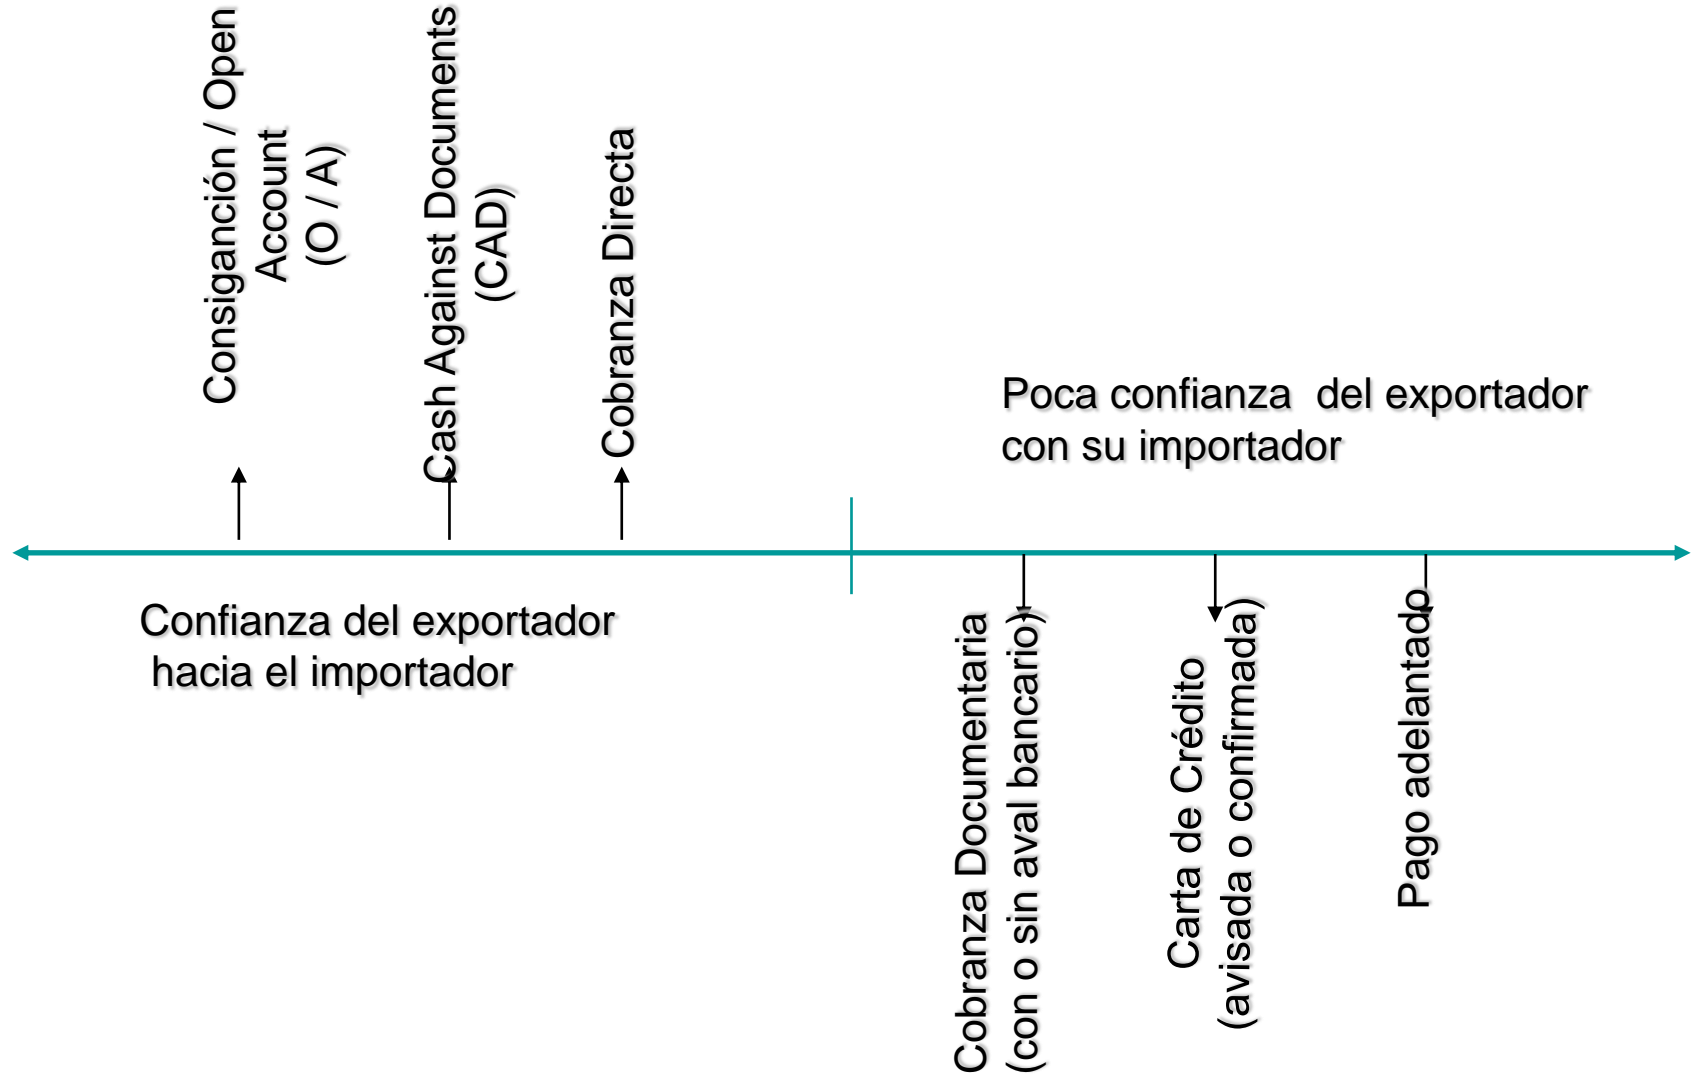 Consiganción / Open
Account
(O / A)
Cash Against Documents
(CAD)
Cobranza Directa
Poca confianza  del exportador
con su importador
Confianza del exportador
hacia el importador
Cobranza Documentaria
(con o sin aval bancario)
Carta de Crédito
(avisada o confirmada)
Pago adelantado